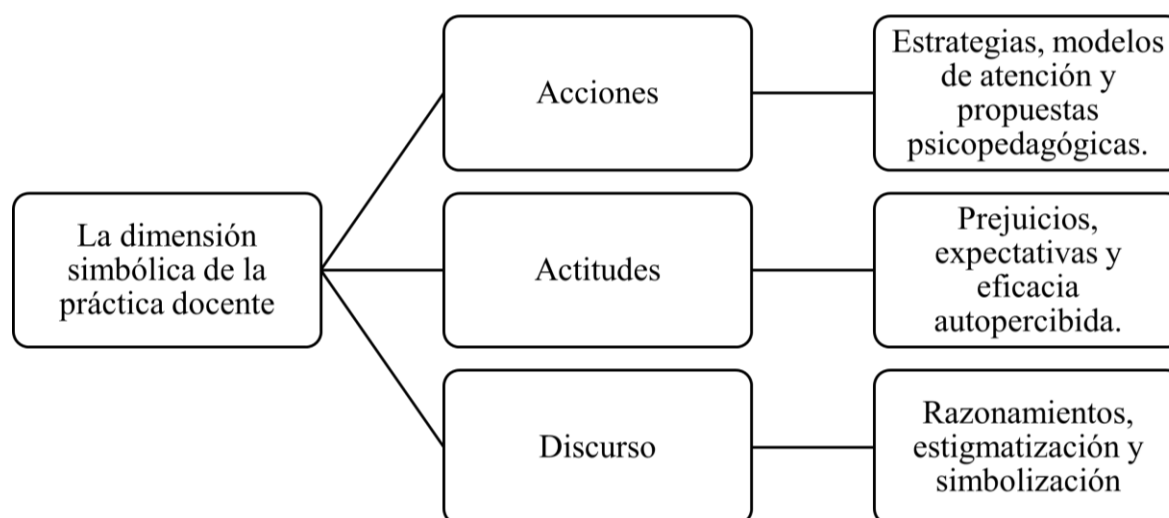 La dimensión
simbólica de la
práctica docente
Acciones
Estrategias, modelos
de atención y
propuestas
psicopedagógicas.
Actitudes
Prejuicios,
expectativas y
eficacia
autopercibida.
Discurso
Razonamientos,
estigmatización y
simbolización